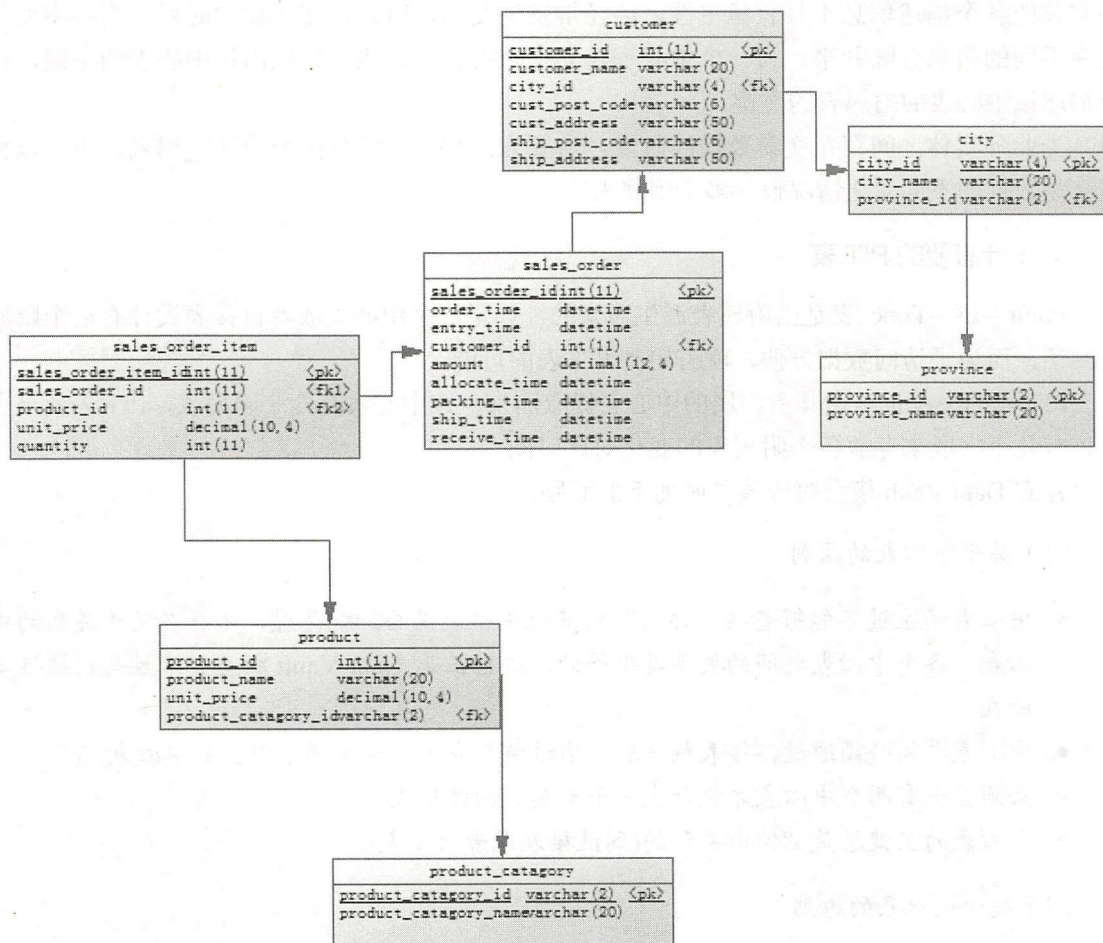 customer
customer_id int(11) <pk>
customer_name varchar(20)
city_id varchar(4) <fk>
cust_post_code varchar(6)
cust_address varchar(50)
ship_post_code varchar(6)
ship_address varchar(50)
city
city_id varchar(4) <pk>
city_name varchar(20)
province_id varchar(2) <fk>
sales_order
sales_order_id int(11) <pk>
order_time datetime
entry_time datetime
customer_id int(11) <fk>
amount decimal(12,4)
allocate_time datetime
packing_time datetime
ship_time datetime
receive_time datetime
sales_order_item
sales_order_item_id int(11) <pk>
sales_order_id int(11) <fk1>
product_id int(11) <fk2>
unit_price decimal(10,4)
quantity int(11)
province
province_id varchar(2) <pk>
province_name varchar(20)
product
product_id int(11) <pk>
product_name varchar(20)
unit_price decimal(10,4)
product_catagory_id varchar(2) <fk>
product_catagory
product_catagory_id varchar(2) <pk>
product_catagory_name varchar(20)